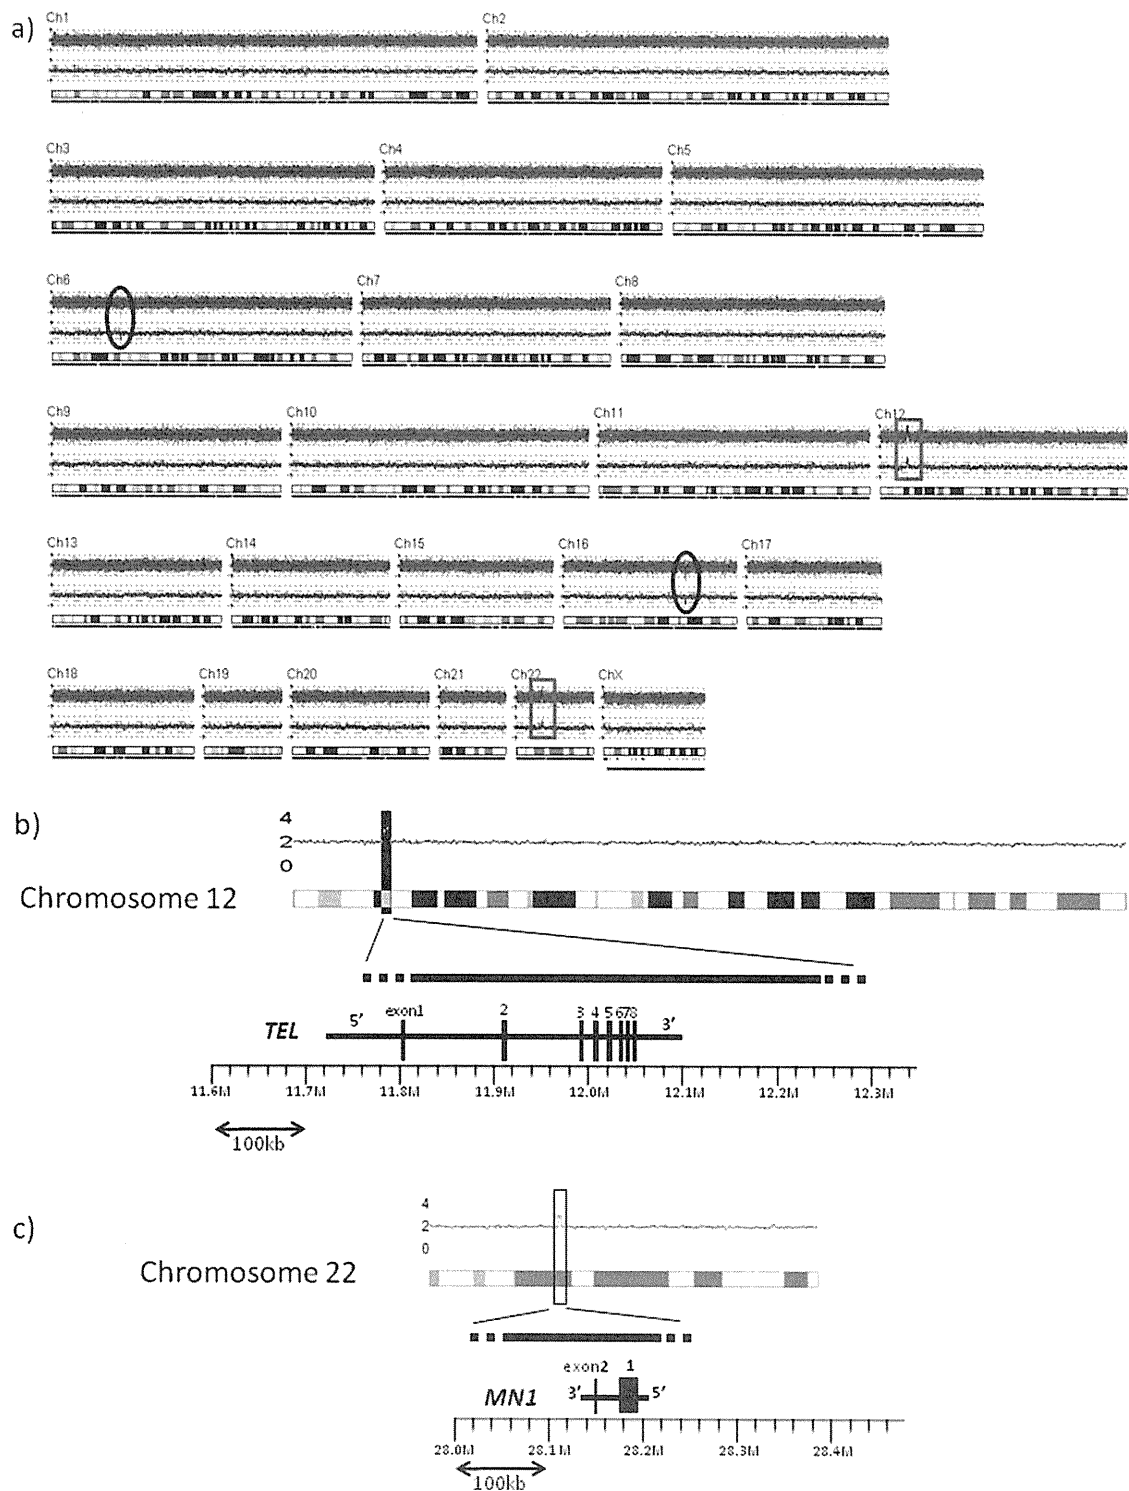 a)
Ch1 Ch2
Ch3 Ch4 Ch5
Ch6 Ch7 Ch8
Ch9 Ch10 Ch11 Ch12
Ch13 Ch14 Ch15 Ch16 Ch17
Ch18 Ch19 Ch20 Ch21 Ch22 ChX
b)
4
2
0
Chromosome 12
5’ exon1 2 3 4 5 6 7 8 3’
TEL
11.6M 11.7M 11.8M 11.9M 12.0M 12.1M 12.2M 12.3M
100kb
c)
4
2
0
Chromosome 22
exon2 1
MN1 3’ 5’
28.0M 28.1M 28.2M 28.3M 28.4M
100kb